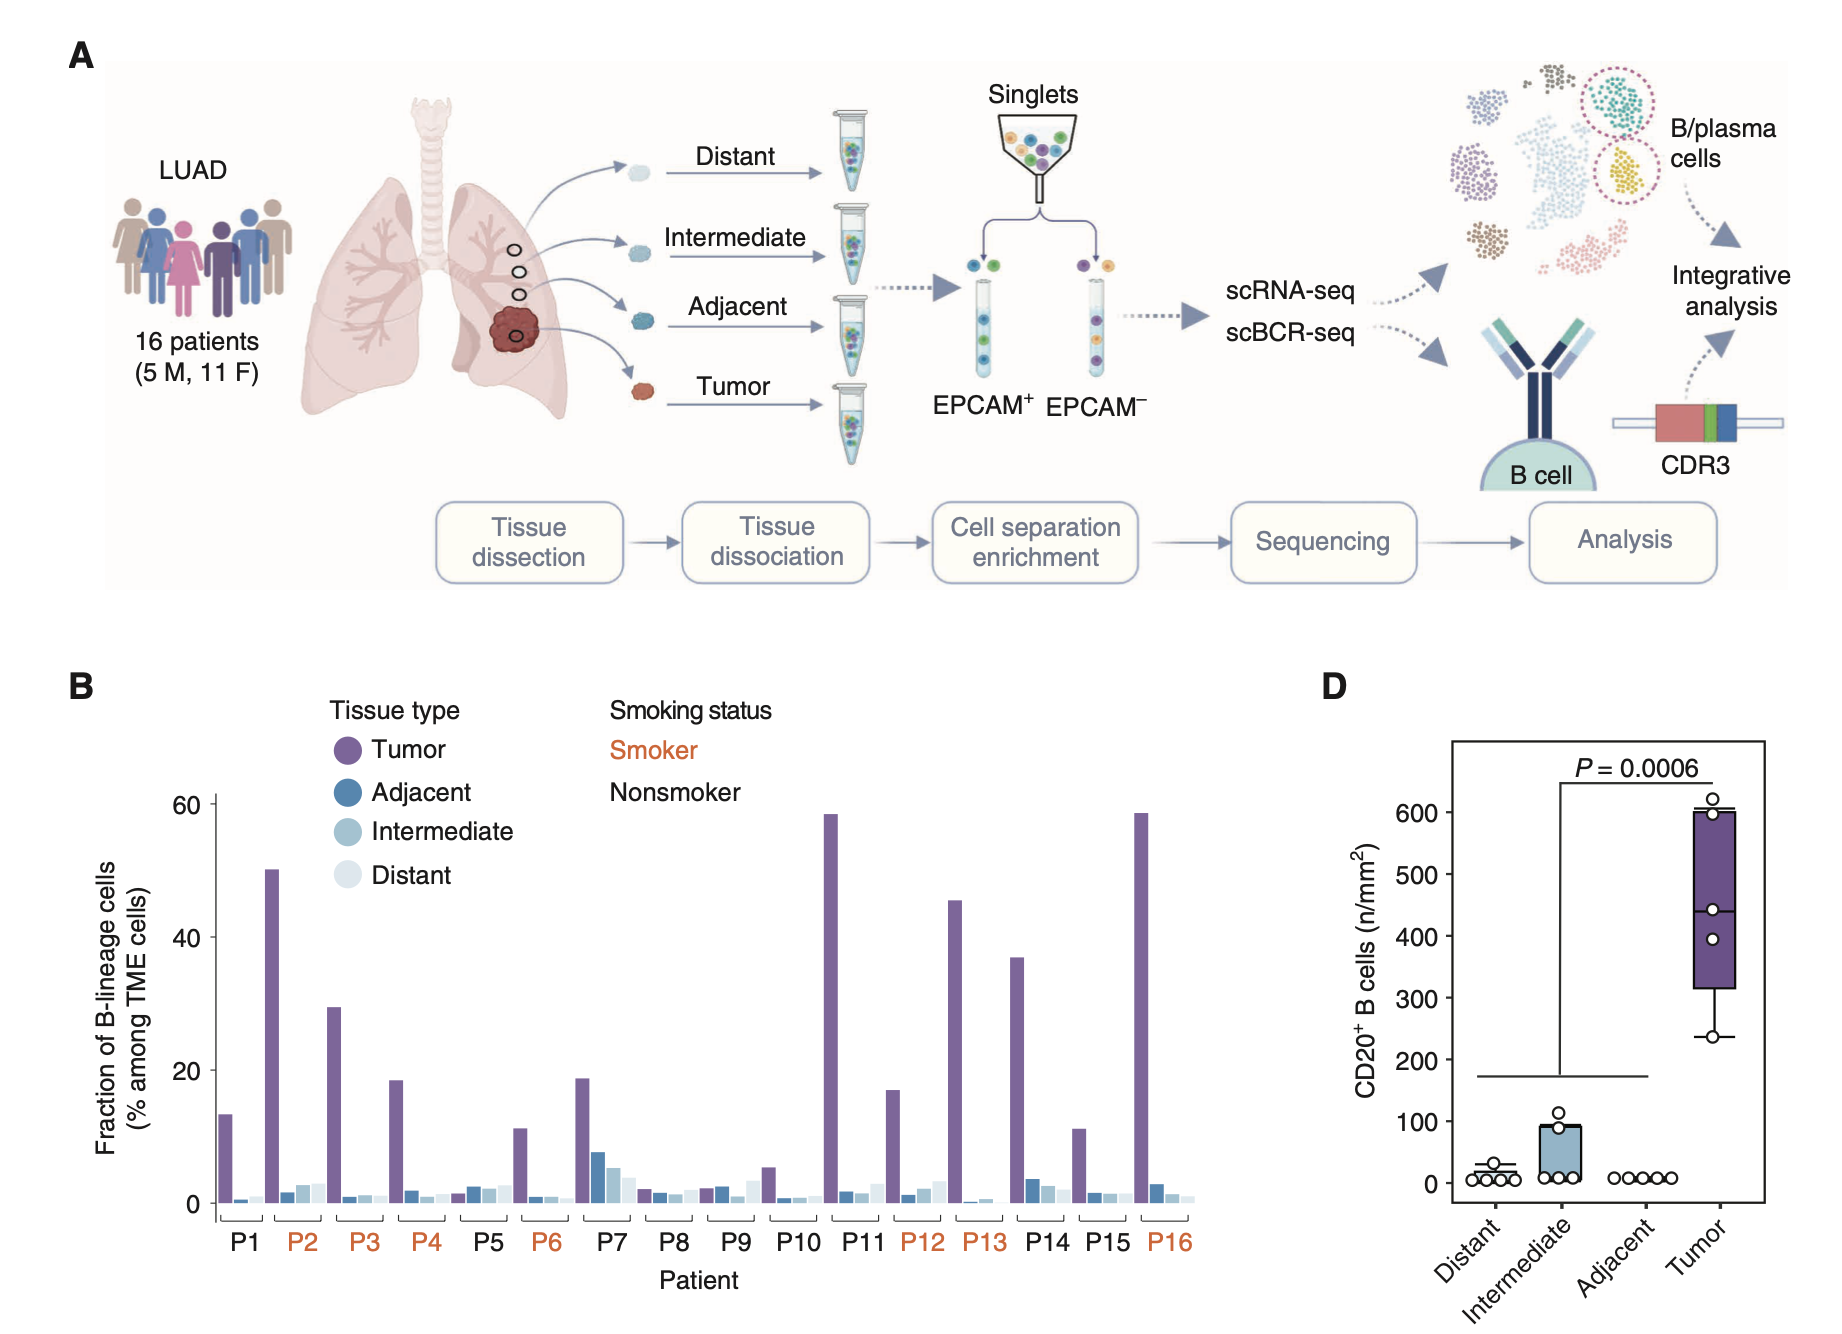 A
LUAD
16 patients
(5 M, 11 F)
Distant
Intermediate
Adjacent
Tumor
Singlets
EPCAM⁺ EPCAM⁻
scRNA-seq
scBCR-seq
B/plasma
cells
Integrative
analysis
B cell
CDR3
Tissue
dissection
Tissue
dissociation
Cell separation
enrichment
Sequencing
Analysis
B
Tissue type
Tumor
Adjacent
Intermediate
Distant
Smoking status
Smoker
Nonsmoker
Fraction of B-lineage cells
(% among TME cells)
60
40
20
0
P1 P2 P3 P4 P5 P6 P7 P8 P9 P10 P11 P12 P13 P14 P15 P16
Patient
D
P = 0.0006
CD20⁺ B cells (n/mm²)
600
500
400
300
200
100
0
Distant
Intermediate
Adjacent
Tumor